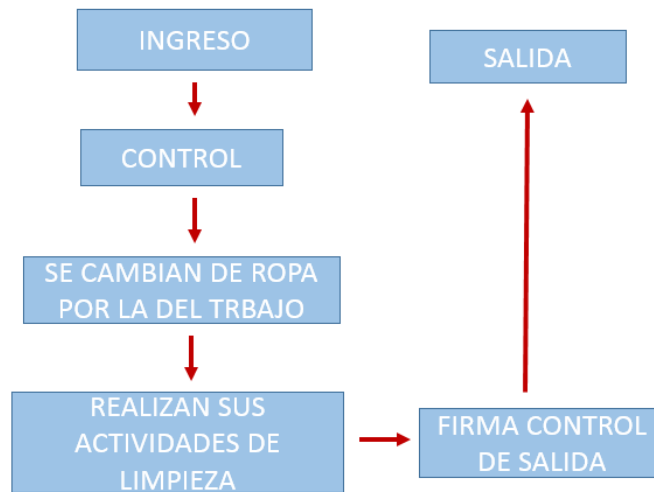 INGRESO
CONTROL
SE CAMBIAN DE ROPA
POR LA DEL TRBAJO
REALIZAN SUS
ACTIVIDADES DE
LIMPIEZA
FIRMA CONTROL
DE SALIDA
SALIDA